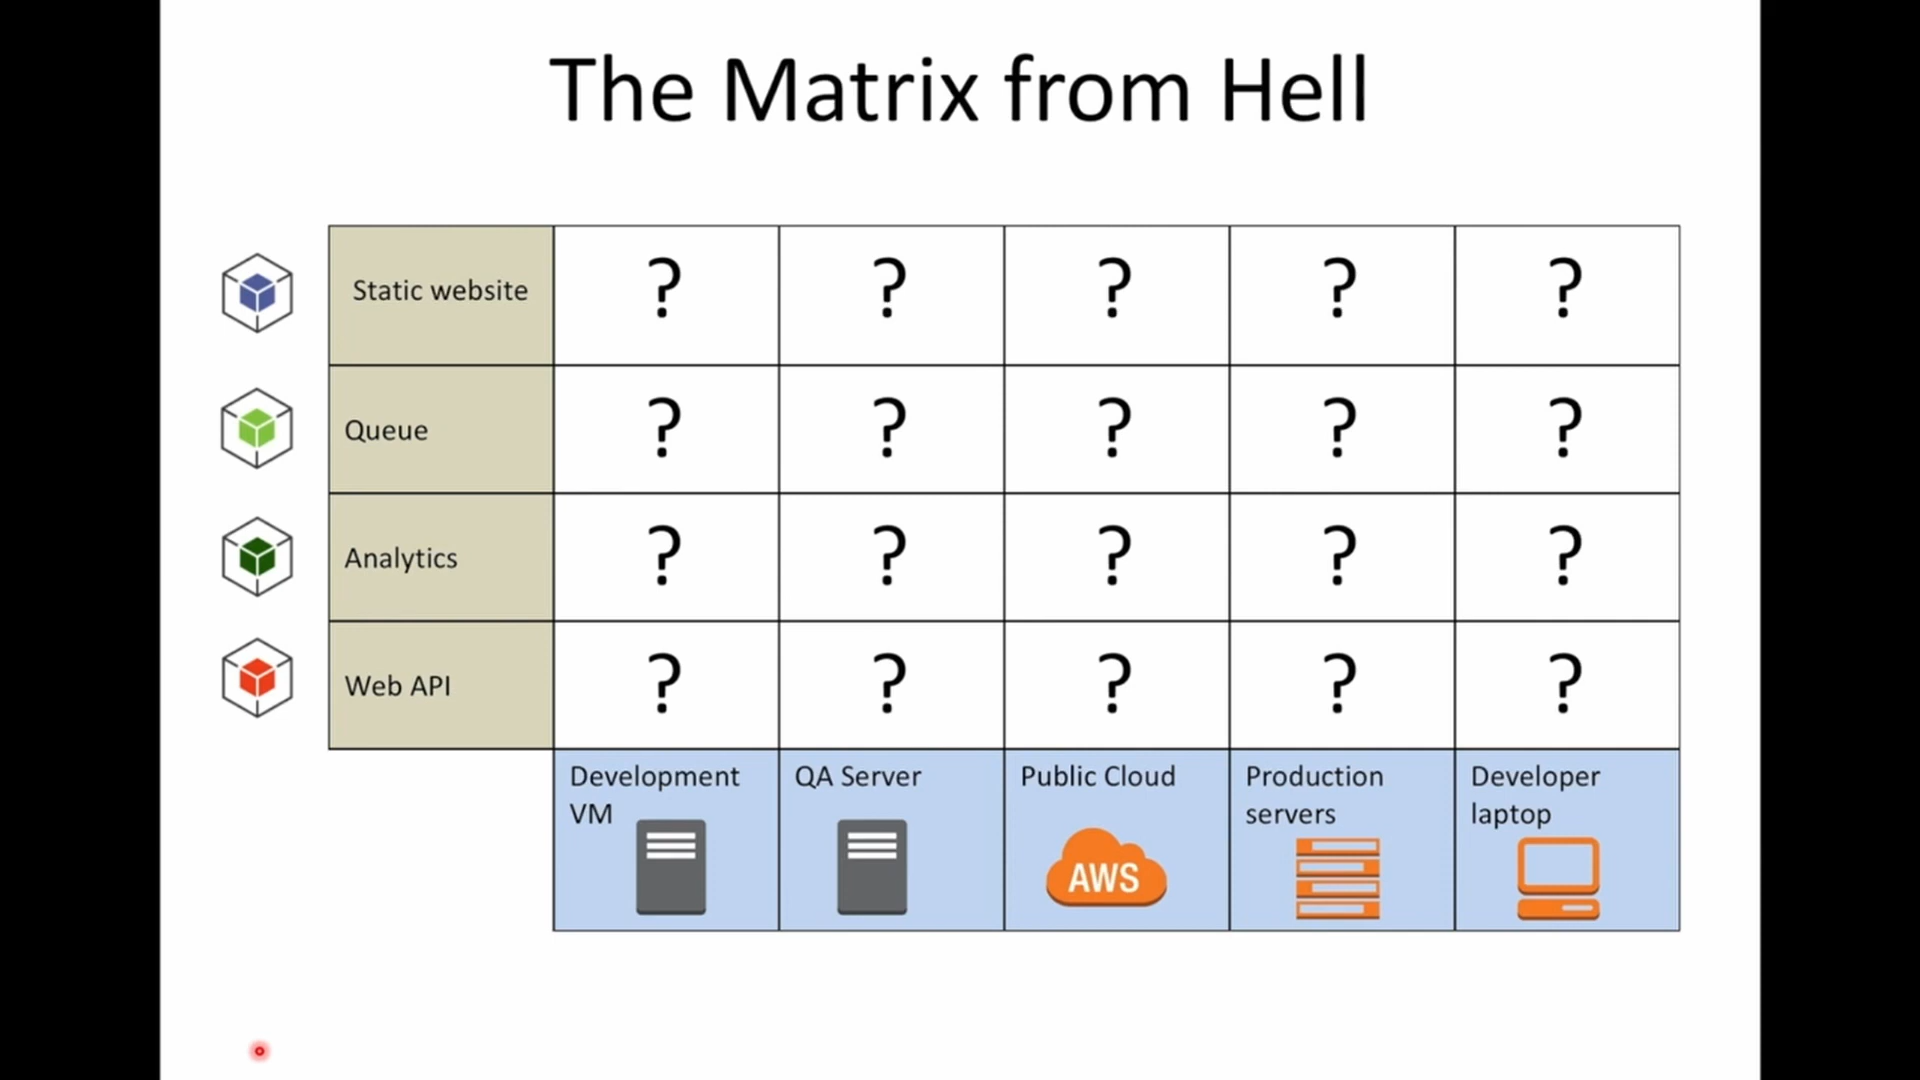 The Matrix from Hell
Static website ? ? ? ? ?
Queue ? ? ? ? ?
Analytics ? ? ? ? ?
Web API ? ? ? ? ?
Development
VM
QA Server
Public Cloud
AWS
Production
servers
Developer
laptop